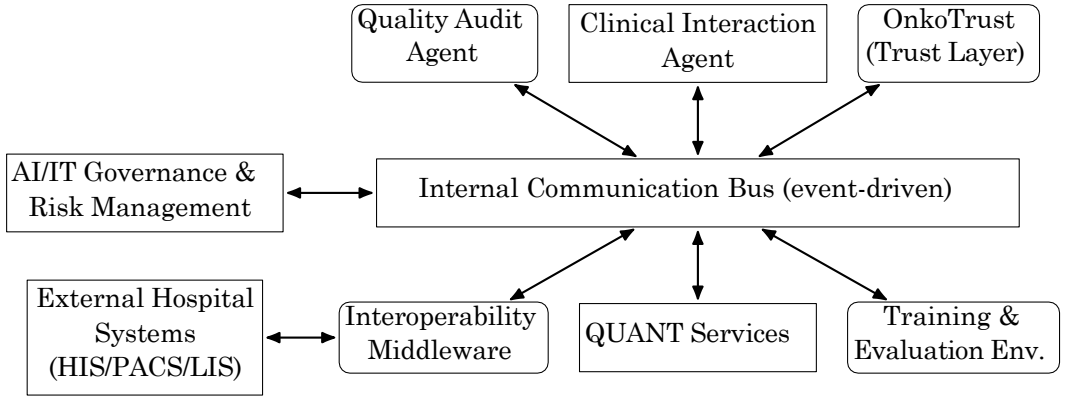 Quality Audit
Agent
Clinical Interaction
Agent
OnkoTrust
(Trust Layer)
AI/IT Governance &
Risk Management
Internal Communication Bus (event-driven)
External Hospital
Systems
(HIS/PACS/LIS)
Interoperability
Middleware
QUANT Services
Training &
Evaluation Env.